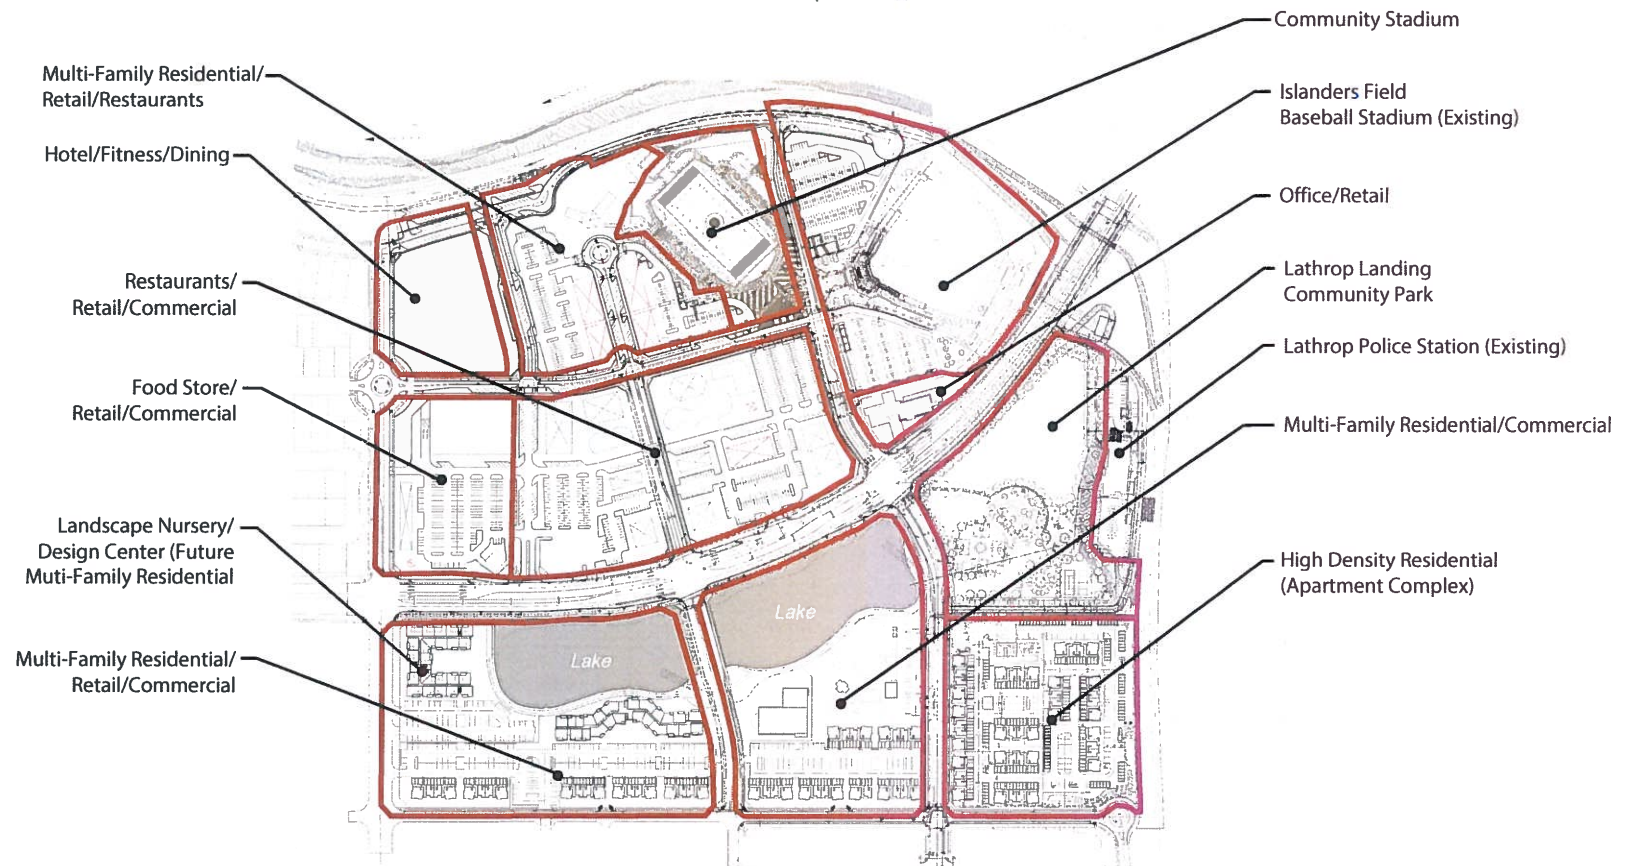 Community Stadium
Multi-Family Residential/
Retail/Restaurants
Islanders Field
Baseball Stadium (Existing)
Hotel/Fitness/Dining
Office/Retail
Restaurants/
Retail/Commercial
Lathrop Landing
Community Park
Lathrop Police Station (Existing)
Food Store/
Retail/Commercial
Multi-Family Residential/Commercial
Landscape Nursery/
Design Center (Future
Muti-Family Residential
High Density Residential
(Apartment Complex)
Lake
Lake
Multi-Family Residential/
Retail/Commercial